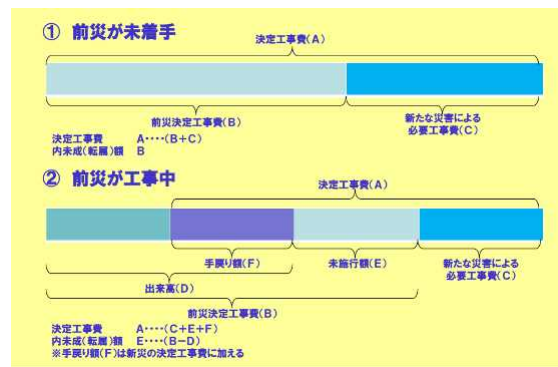 ① 前災が未着手
決定工事費(A)
前災決定工事費(B)
新たな災害による
必要工事費(C)
決定工事費 A‥‥(B+C)
内未成(転属)額 B
② 前災が工事中
決定工事費(A)
手戻り額(F)
未施行額(E)
新たな災害による
必要工事費(C)
出来高(D)
前災決定工事費(B)
決定工事費 A‥‥(C+E+F)
内未成(転属)額 E‥‥(B-D)
※手戻り額(F)は新災の決定工事費に加える